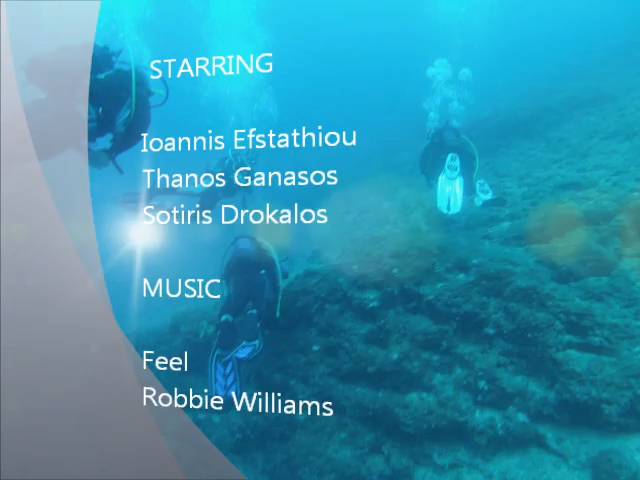 STARRING
Ioannis Efstathiou
Thanos Ganasos
Sotiris Drokalos
MUSIC
Feel
Robbie Williams